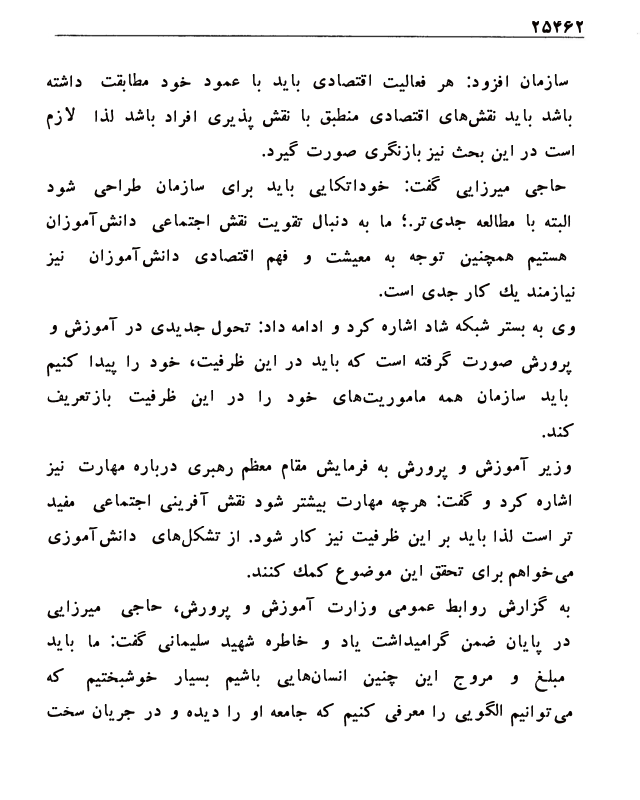 ۲۵۴۶۲
سازمان افزود: هر فعالیت اقتصادی باید با عمود خود مطابقت داشته
باشد باید نقش‌های اقتصادی منطبق با نقش پذیری افراد باشد لذا لازم
است در این بحث نیز بازنگری صورت گیرد.
حاجی میرزایی گفت: خوداتکایی باید برای سازمان طراحی شود
البته با مطالعه جدی‌تر.؛ ما به دنبال تقویت نقش اجتماعی دانش‌آموزان
هستیم همچنین توجه به معیشت و فهم اقتصادی دانش‌آموزان نیز
نیازمند یك کار جدی است.
وی به بستر شبکه شاد اشاره کرد و ادامه داد: تحول جدیدی در آموزش و
پرورش صورت گرفته است که باید در این ظرفیت، خود را پیدا کنیم
باید سازمان همه ماموریت‌های خود را در این ظرفیت بازتعریف
کند.
وزیر آموزش و پرورش به فرمایش مقام معظم رهبری درباره مهارت نیز
اشاره کرد و گفت: هرچه مهارت بیشتر شود نقش آفرینی اجتماعی مفید
تر است لذا باید بر این ظرفیت نیز کار شود. از تشکل‌های دانش‌آموزی
می‌خواهم برای تحقق این موضوع کمك کنند.
به گزارش روابط عمومی وزارت آموزش و پرورش، حاجی میرزایی
در پایان ضمن گرامیداشت یاد و خاطره شهید سلیمانی گفت: ما باید
مبلغ و مروج این چنین انسان‌هایی باشیم بسیار خوشبختیم که
می‌توانیم الگویی را معرفی کنیم که جامعه او را دیده و در جریان سخت